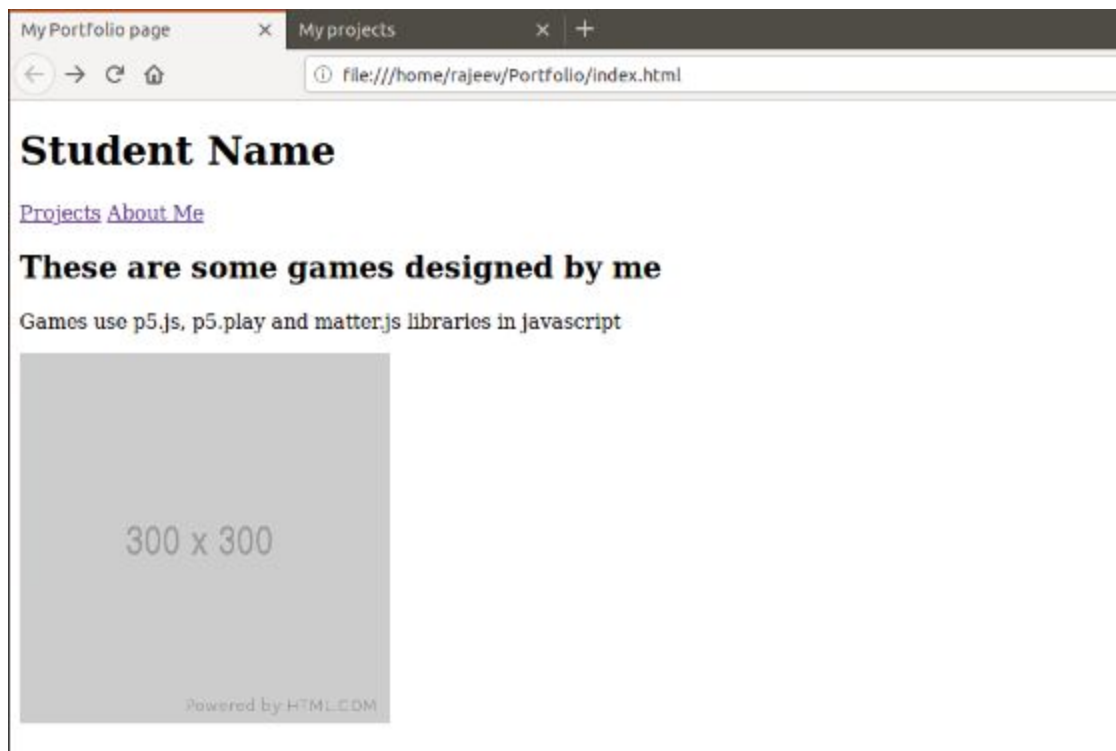 My Portfolio page × My projects × +
file:///home/rajeev/Portfolio/index.html
Student Name
Projects About Me
These are some games designed by me
Games use p5.js, p5.play and matter.js libraries in javascript
300 x 300
Powered by HTML.COM